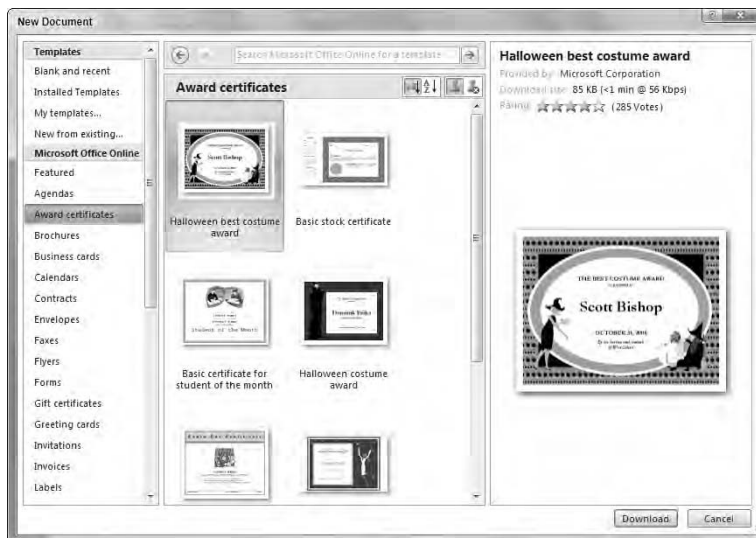 New Document
Templates
Blank and recent
Installed Templates
My templates...
New from existing...
Microsoft Office Online
Featured
Agendas
Award certificates
Brochures
Business cards
Calendars
Contracts
Envelopes
Faxes
Flyers
Forms
Gift certificates
Greeting cards
Invitations
Invoices
Labels
Search Microsoft Office Online for a template
Award certificates
Scott Bishop
Halloween best costume
award
Basic stock certificate
Student of the Month
Basic certificate for
student of the month
Halloween costume
award
Halloween best costume award
Provided by: Microsoft Corporation
Download size: 85 KB (<1 min @ 56 Kbps)
Rating: (285 Votes)
THE BEST COSTUME AWARD
Scott Bishop
Download
Cancel